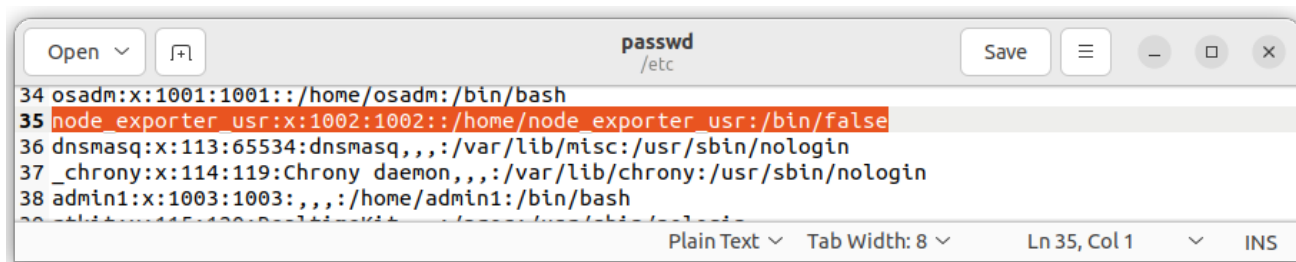 Open
passwd
/etc
Save
34 osadm:x:1001:1001::/home/osadm:/bin/bash
35 node_exporter_usr:x:1002:1002::/home/node_exporter_usr:/bin/false
36 dnsmasq:x:113:65534:dnsmasq,,,:/var/lib/misc:/usr/sbin/nologin
37 _chrony:x:114:119:Chrony daemon,,,:/var/lib/chrony:/usr/sbin/nologin
38 admin1:x:1003:1003:,,,:/home/admin1:/bin/bash
Plain Text Tab Width: 8 Ln 35, Col 1 INS